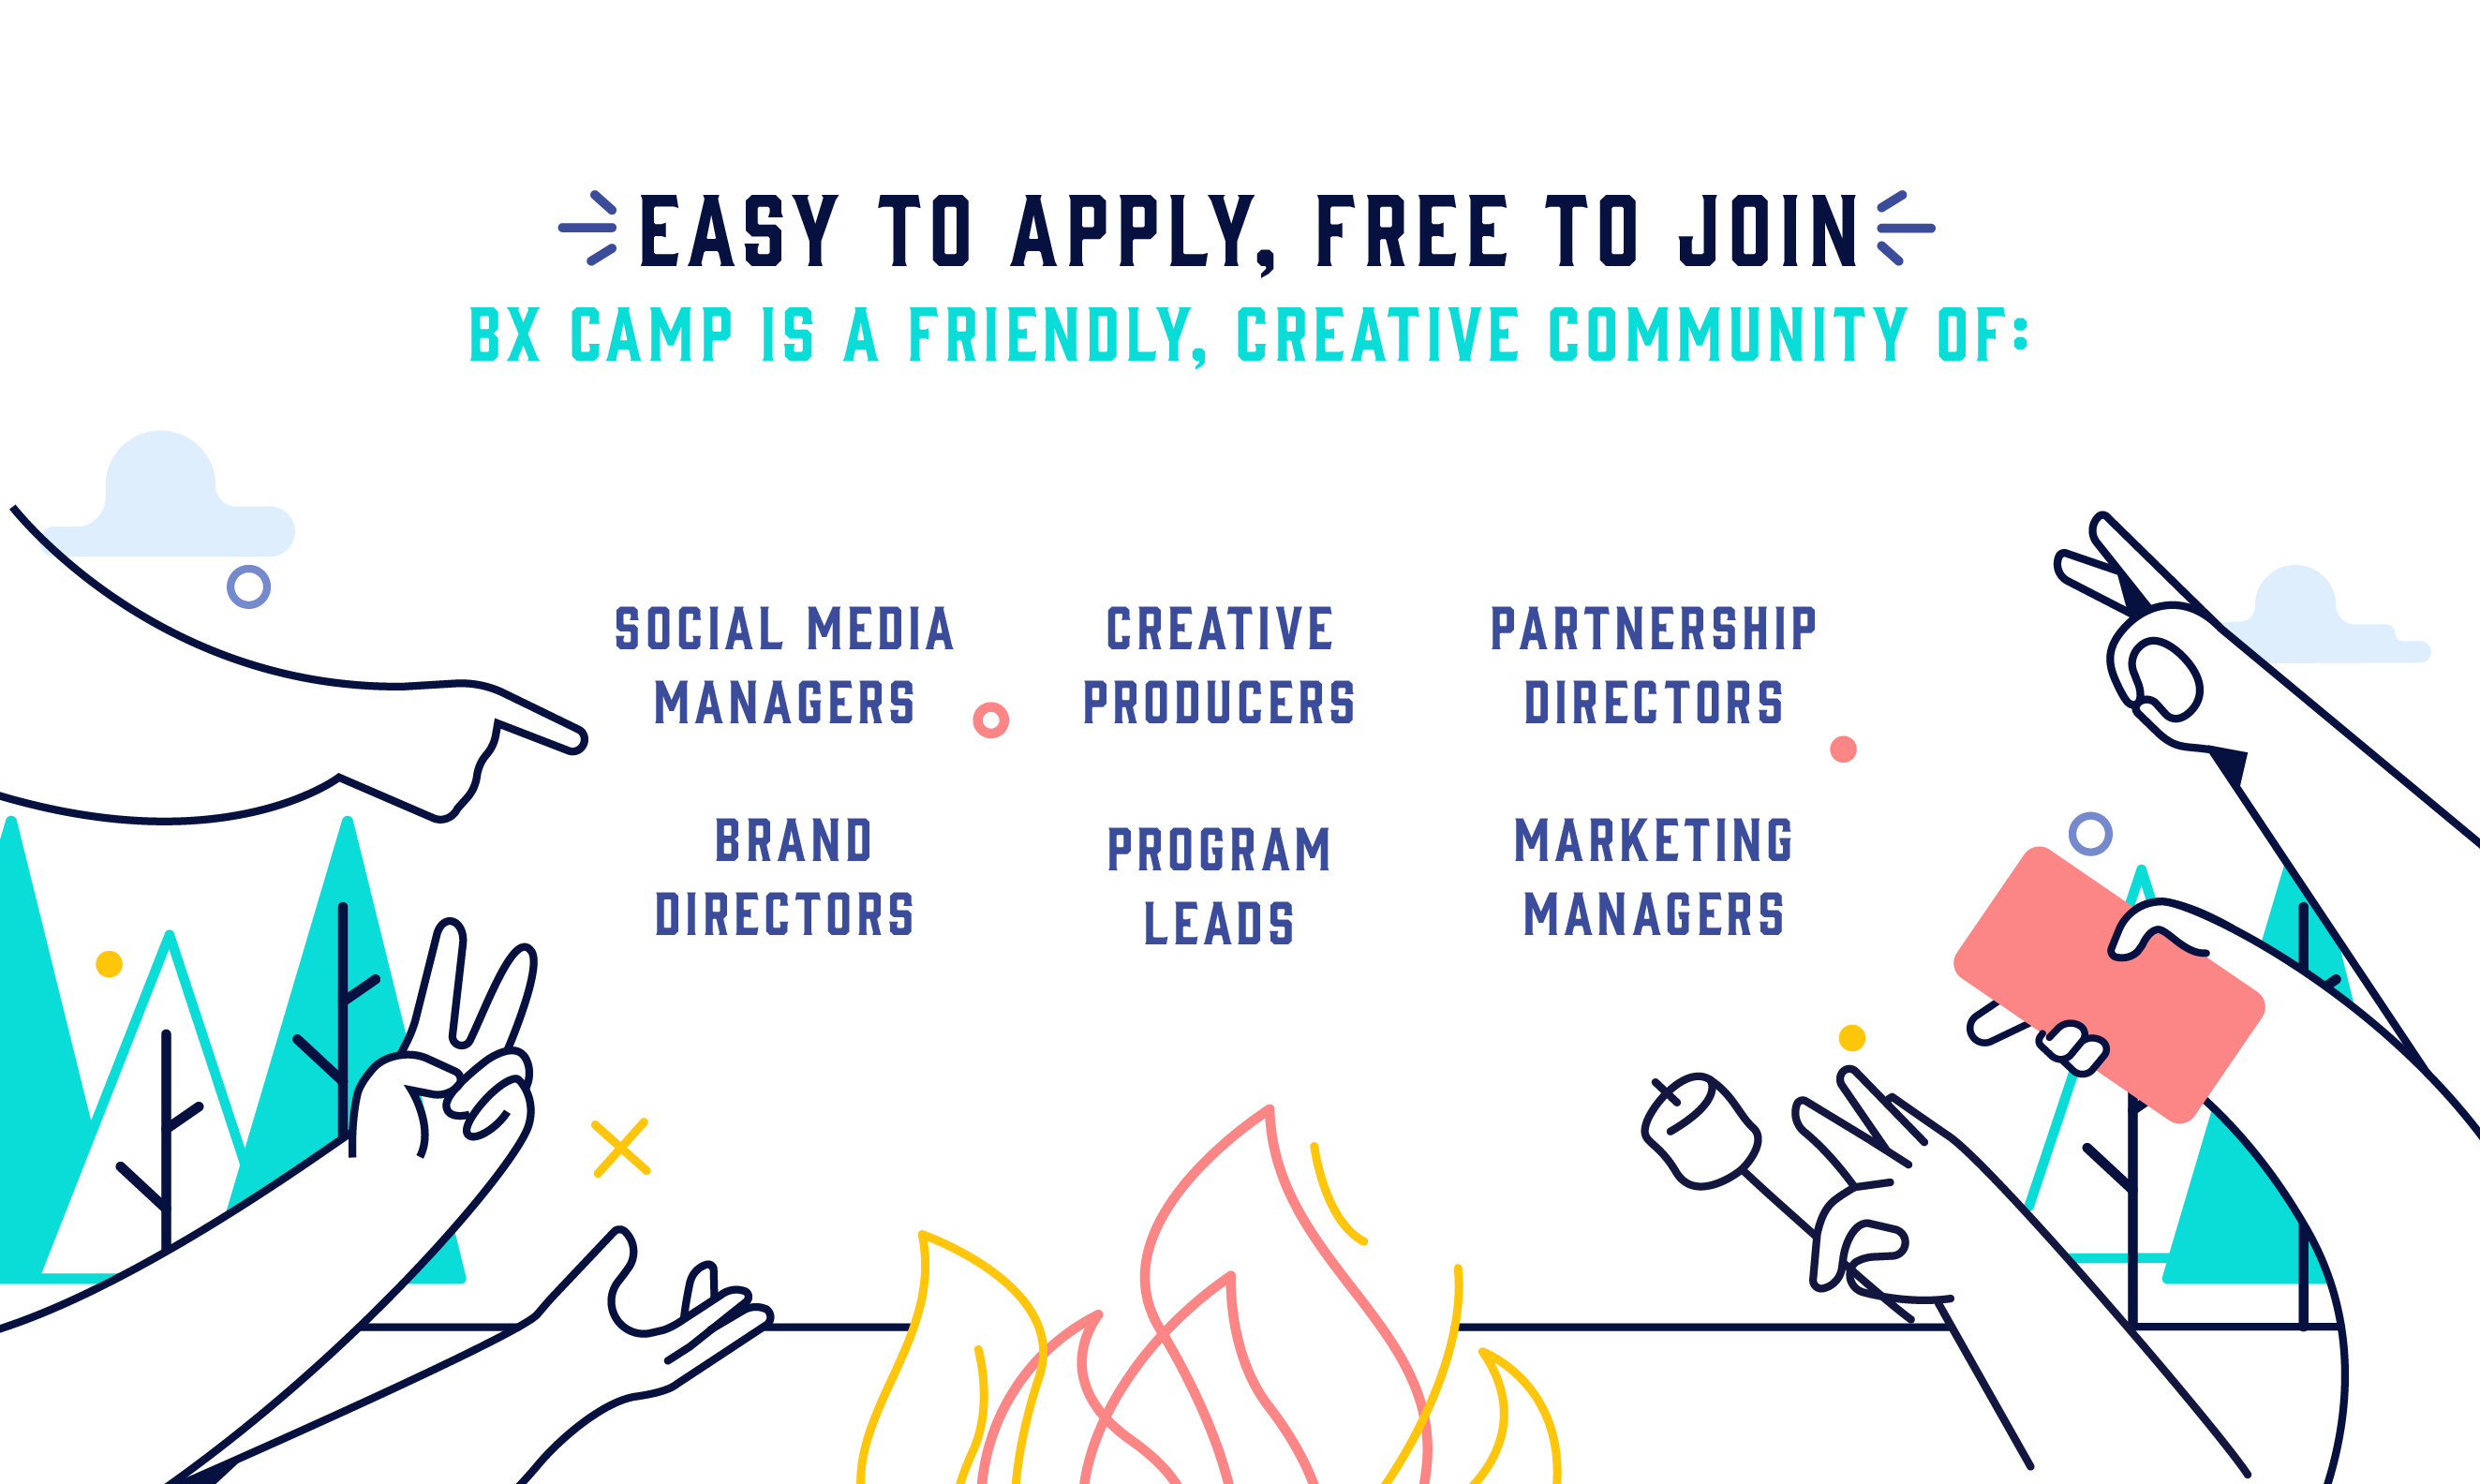 EASY TO APPLY, FREE TO JOIN
BX CAMP IS A FRIENDLY, CREATIVE COMMUNITY OF:
SOCIAL MEDIA
MANAGERS
CREATIVE
PRODUCERS
PARTNERSHIP
DIRECTORS
BRAND
DIRECTORS
PROGRAM
LEADS
MARKETING
MANAGERS